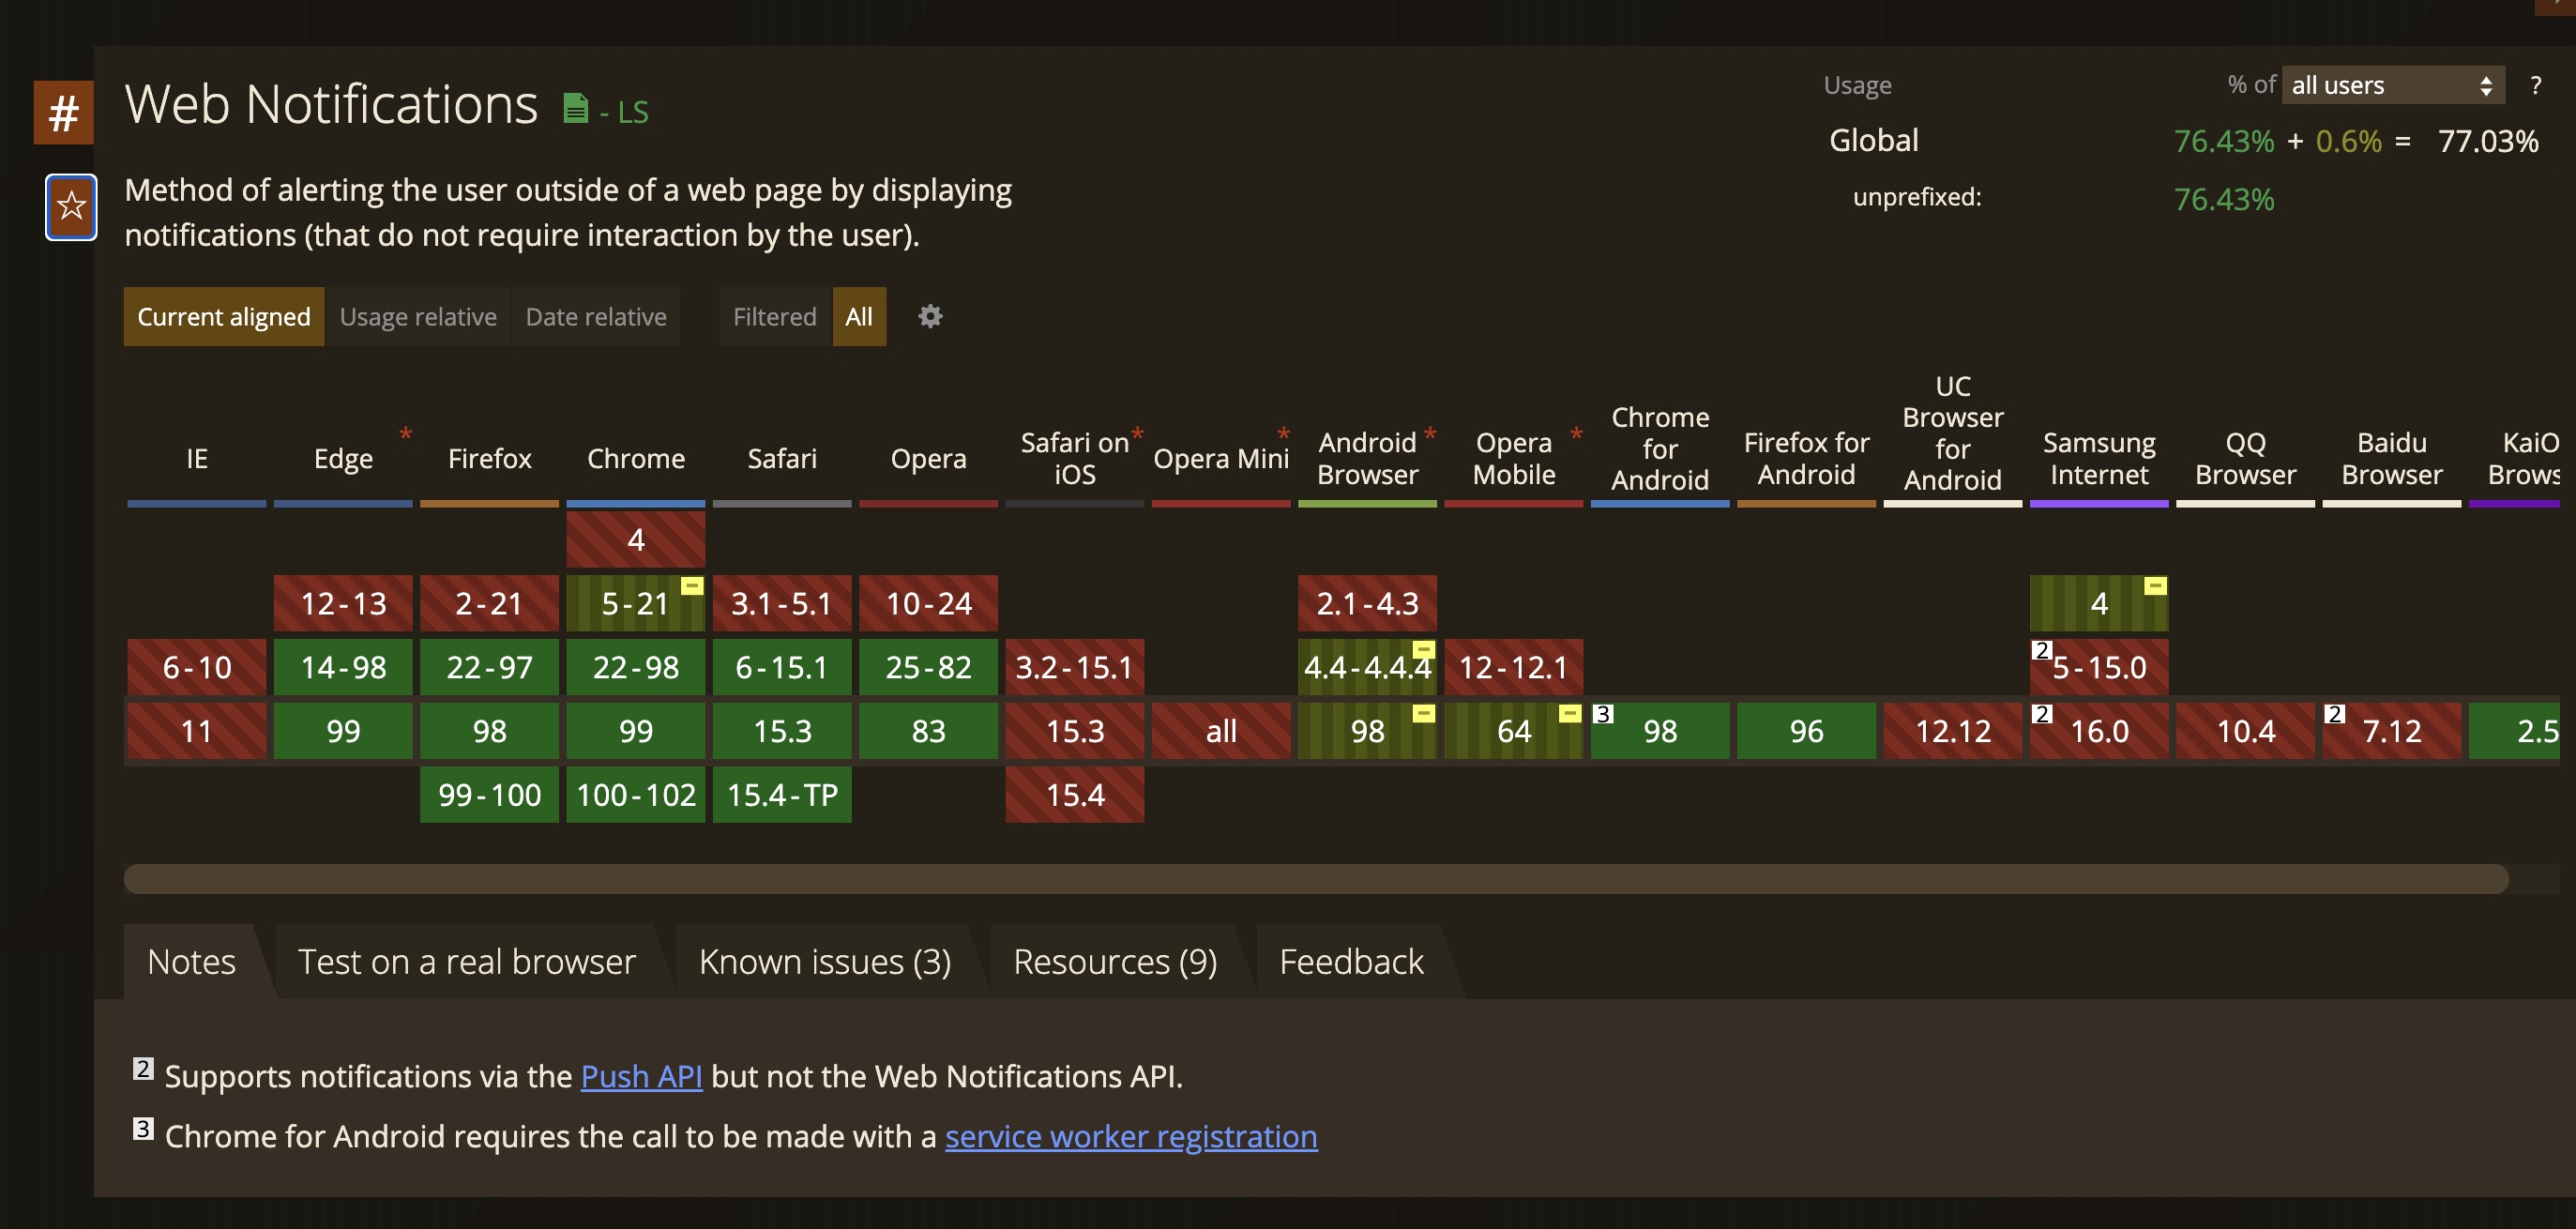 #
Web Notifications - LS
Usage % of all users ?
Global 76.43% + 0.6% = 77.03%
unprefixed: 76.43%
Method of alerting the user outside of a web page by displaying
notifications (that do not require interaction by the user).
Current aligned Usage relative Date relative Filtered All
IE
Edge *
Firefox
Chrome
Safari
Opera
Safari on *
iOS
Opera Mini *
Android *
Browser
Opera *
Mobile
Chrome
for
Android
Firefox for
Android
UC
Browser
for
Android
Samsung
Internet
QQ
Browser
Baidu
Browser
KaiO
Brows
4
12-13 2-21 5-21 3.1-5.1 10-24 2.1-4.3 4
6-10 14-98 22-97 22-98 6-15.1 25-82 3.2-15.1 4.4-4.4.4 12-12.1 2 5-15.0
11 99 98 99 15.3 83 15.3 all 98 64 3 98 96 12.12 2 16.0 10.4 2 7.12 2.5
99-100 100-102 15.4-TP 15.4
Notes Test on a real browser Known issues (3) Resources (9) Feedback
2 Supports notifications via the Push API but not the Web Notifications API.
3 Chrome for Android requires the call to be made with a service worker registration